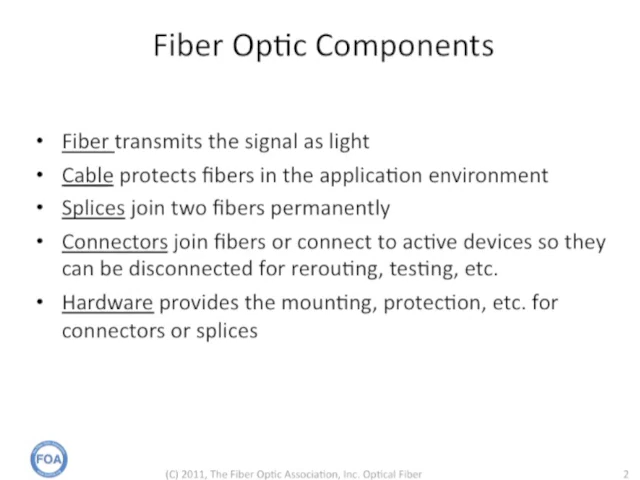 Fiber Optic Components
• Fiber transmits the signal as light
• Cable protects fibers in the application environment
• Splices join two fibers permanently
• Connectors join fibers or connect to active devices so they
can be disconnected for rerouting, testing, etc.
• Hardware provides the mounting, protection, etc. for
connectors or splices
FOA
(C) 2011, The Fiber Optic Association, Inc. Optical Fiber
2